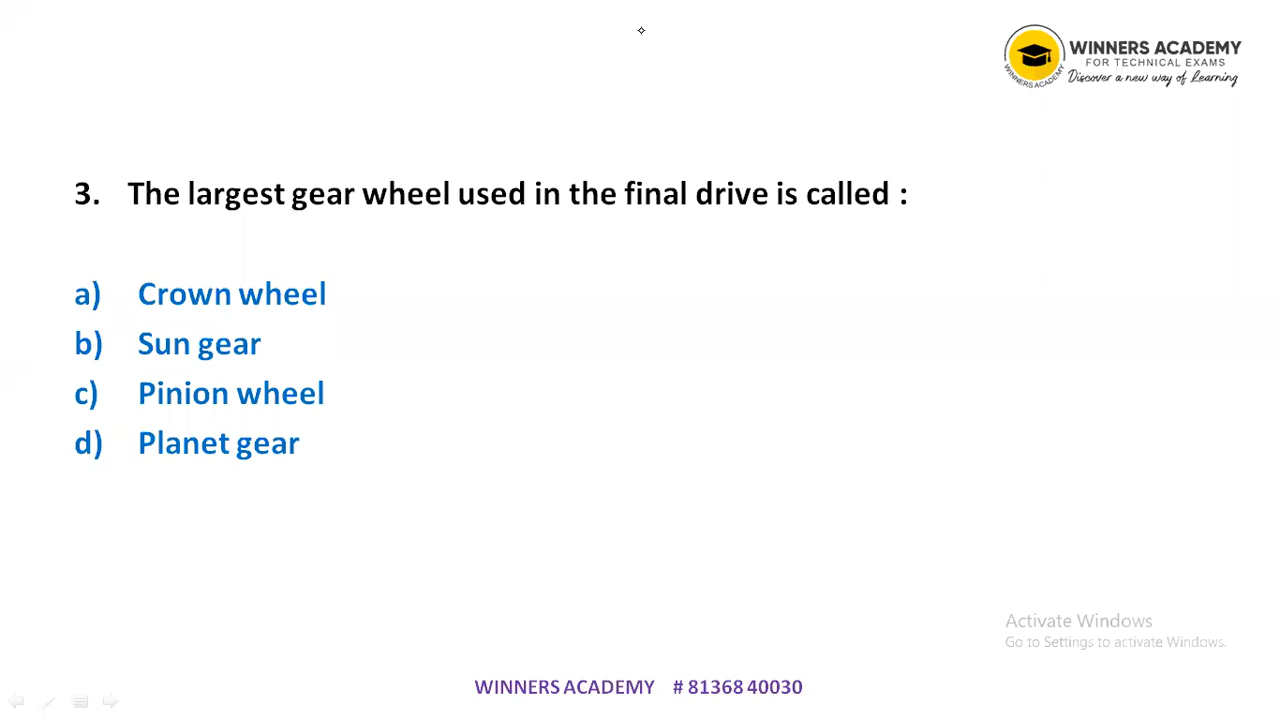 WINNERS ACADEMY
FOR TECHNICAL EXAMS
Discover a new way of Learning
WINNERS ACADEMY
3. The largest gear wheel used in the final drive is called :
a) Crown wheel
b) Sun gear
c) Pinion wheel
d) Planet gear
Activate Windows
Go to Settings to activate Windows.
WINNERS ACADEMY # 81368 40030